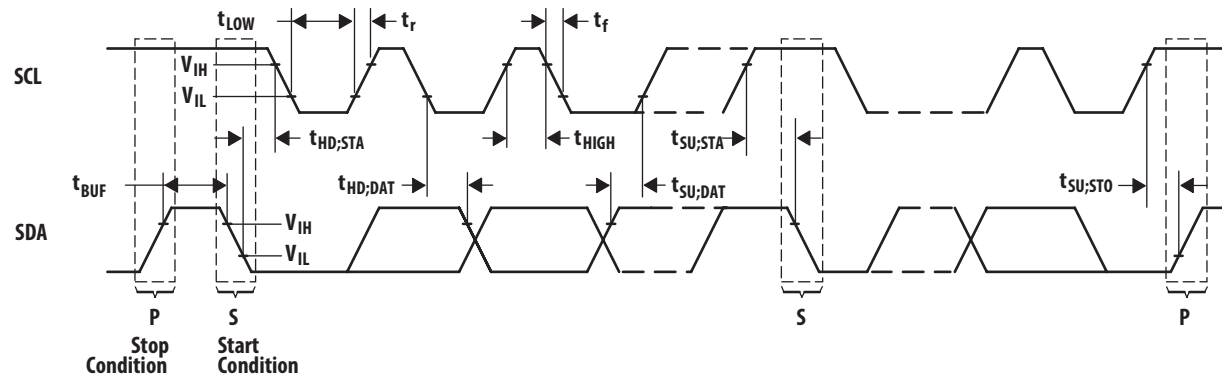 tLOW
tr
tf
SCL
VIH
VIL
tHD;STA
tHIGH
tSU;STA
tBUF
tHD;DAT
tSU;DAT
tSU;STO
SDA
VIH
VIL
P
S
S
P
Stop
Condition
Start
Condition